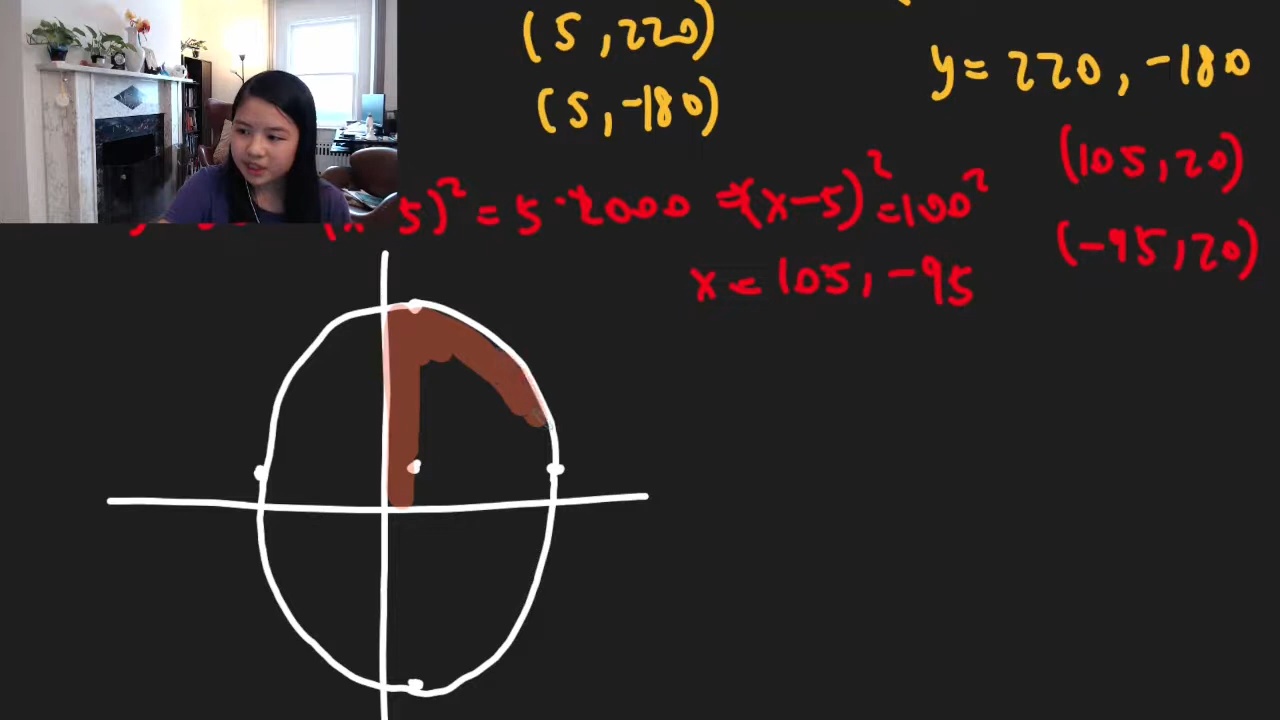 (5,220)
(5,-180)
y= 220, -180
(105,20)
(-95,20)
5)² = 5·2000 ⇒(x-5)²=100²
x= 105, -95